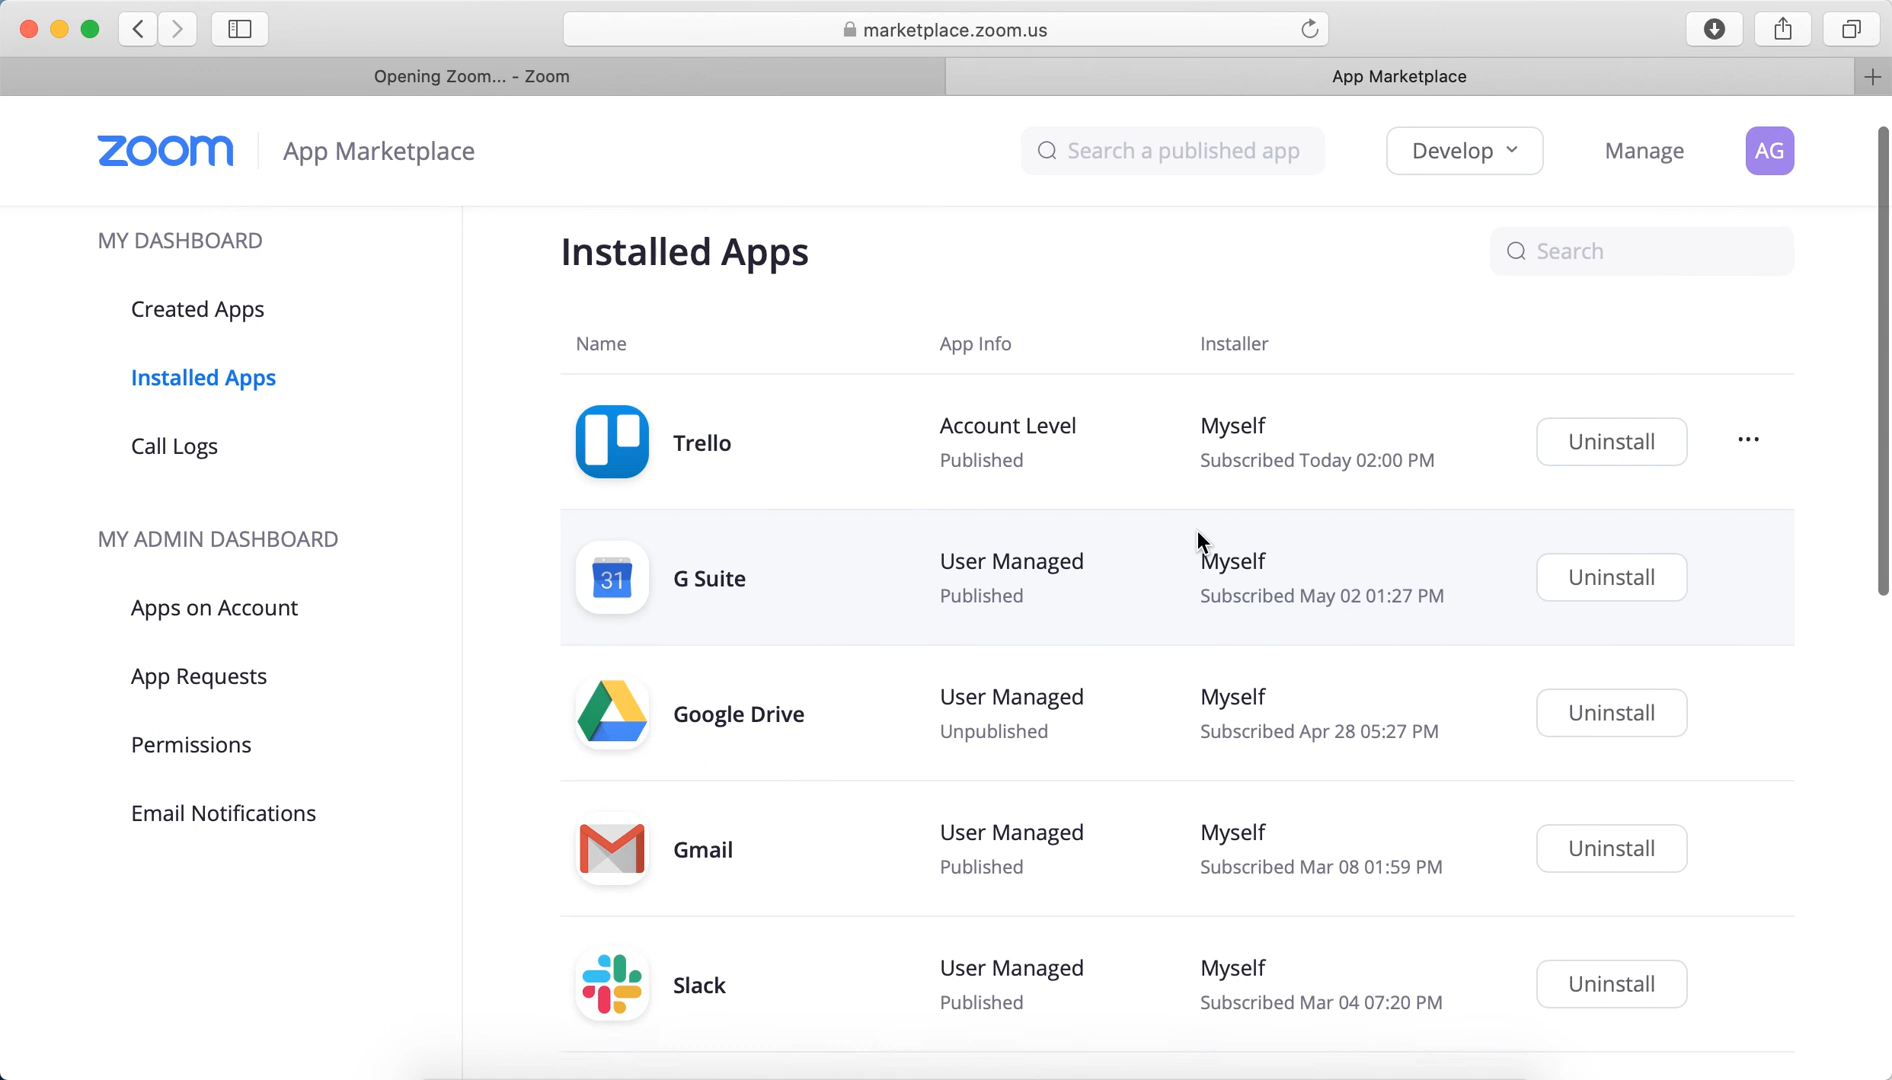 marketplace.zoom.us
Opening Zoom... - Zoom
App Marketplace
zoom
App Marketplace
Search a published app
Develop
Manage
AG
MY DASHBOARD
Created Apps
Installed Apps
Call Logs
MY ADMIN DASHBOARD
Apps on Account
App Requests
Permissions
Email Notifications
Installed Apps
Search
Name
App Info
Installer
Trello
Account Level
Published
Myself
Subscribed Today 02:00 PM
Uninstall
31
G Suite
User Managed
Published
Myself
Subscribed May 02 01:27 PM
Uninstall
Google Drive
User Managed
Unpublished
Myself
Subscribed Apr 28 05:27 PM
Uninstall
Gmail
User Managed
Published
Myself
Subscribed Mar 08 01:59 PM
Uninstall
Slack
User Managed
Published
Myself
Subscribed Mar 04 07:20 PM
Uninstall